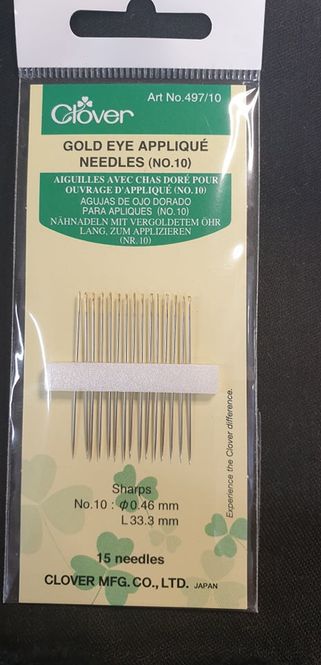 Art No.497/10
Clover
GOLD EYE APPLIQUÉ
NEEDLES (NO.10)
AIGUILLES AVEC CHAS DORÉ POUR
OUVRAGE D'APPLIQUÉ (NO.10)
AGUJAS DE OJO DORADO
PARA APLIQUES (NO.10)
NÄHNADELN MIT VERGOLDETEM ÖHR
LANG, ZUM APPLIZIEREN
(NR.10)
Experience the Clover difference.
Sharps
No.10 : φ0.46 mm
L 33.3 mm
15 needles
CLOVER MFG.CO.,LTD. JAPAN